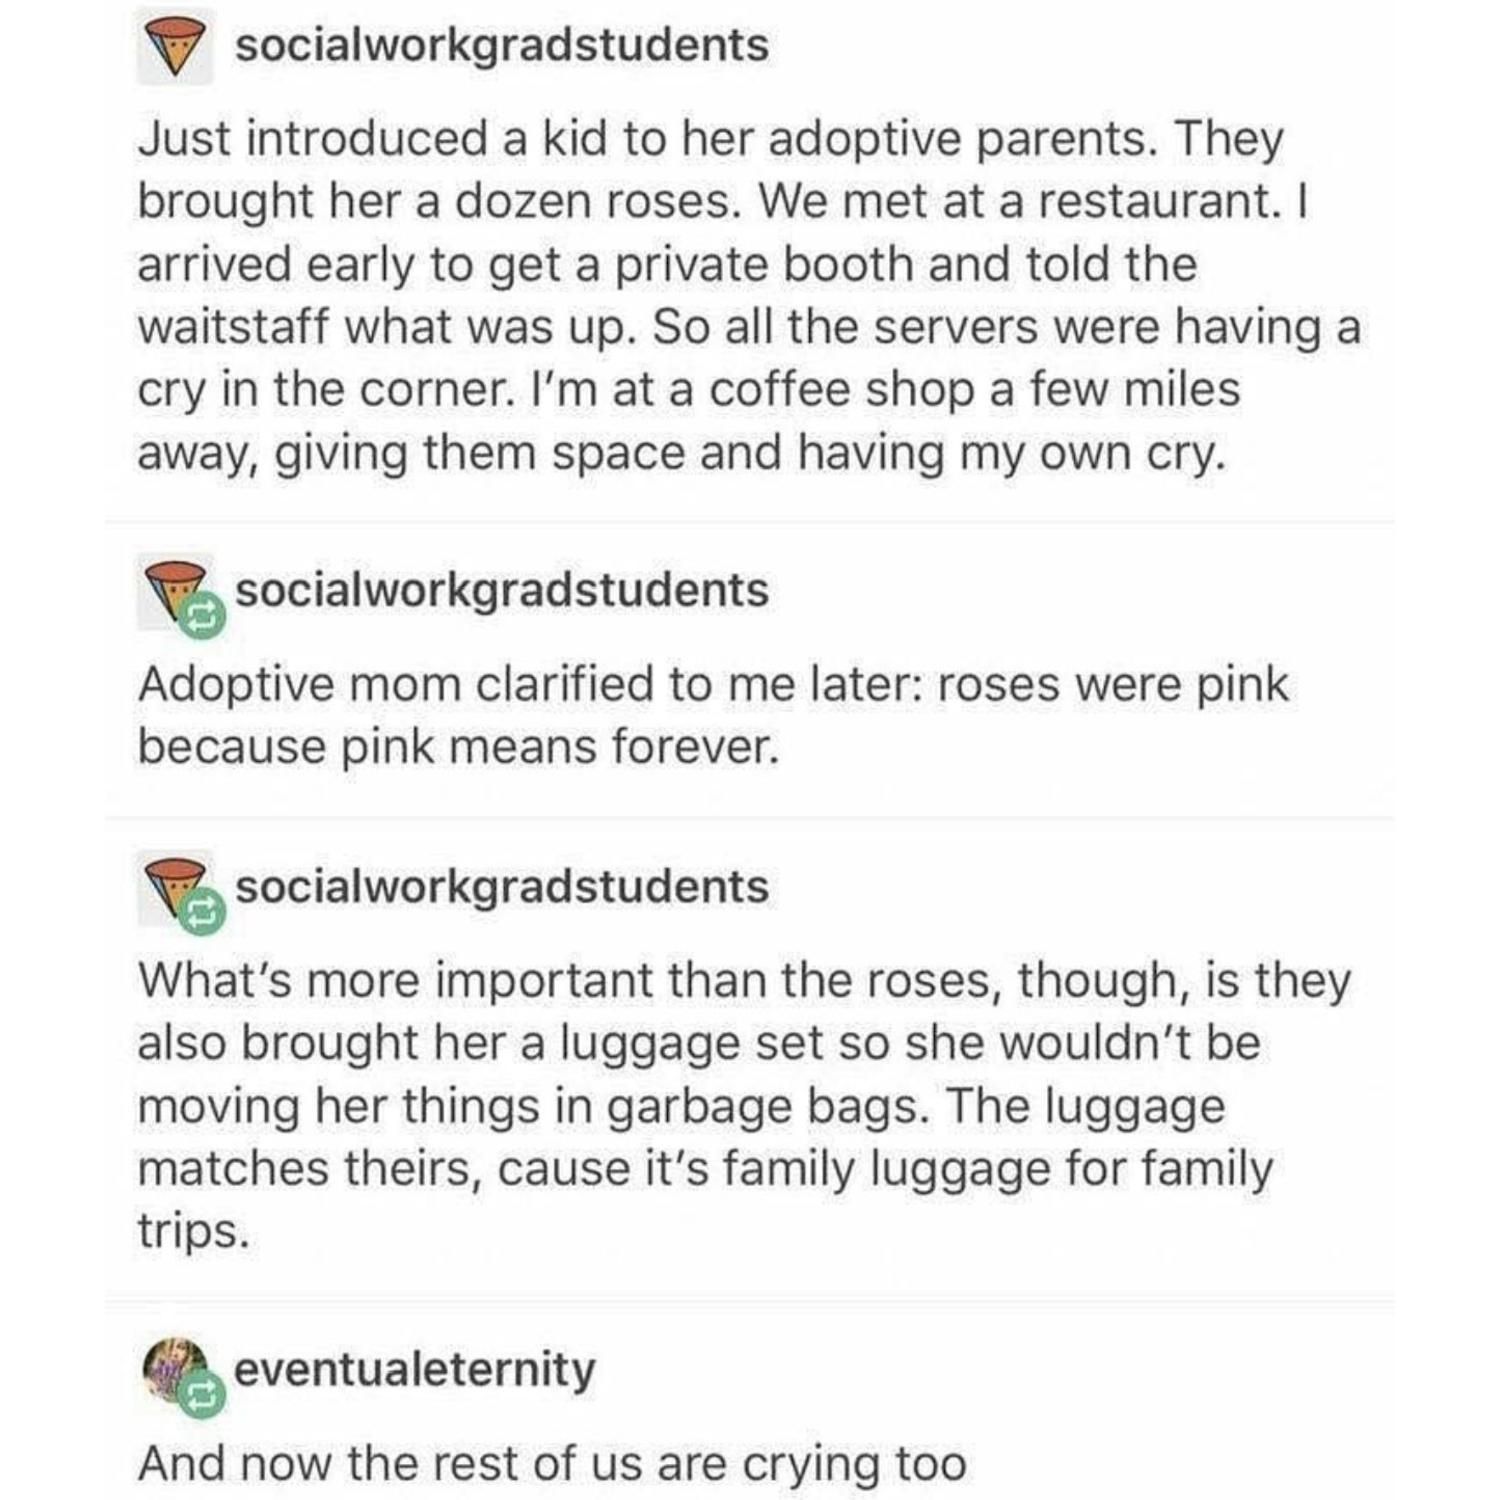 socialworkgradstudents
Just introduced a kid to her adoptive parents. They
brought her a dozen roses. We met at a restaurant. I
arrived early to get a private booth and told the
waitstaff what was up. So all the servers were having a
cry in the corner. I'm at a coffee shop a few miles
away, giving them space and having my own cry.
socialworkgradstudents
Adoptive mom clarified to me later: roses were pink
because pink means forever.
socialworkgradstudents
What's more important than the roses, though, is they
also brought her a luggage set so she wouldn't be
moving her things in garbage bags. The luggage
matches theirs, cause it's family luggage for family
trips.
eventualeternity
And now the rest of us are crying too